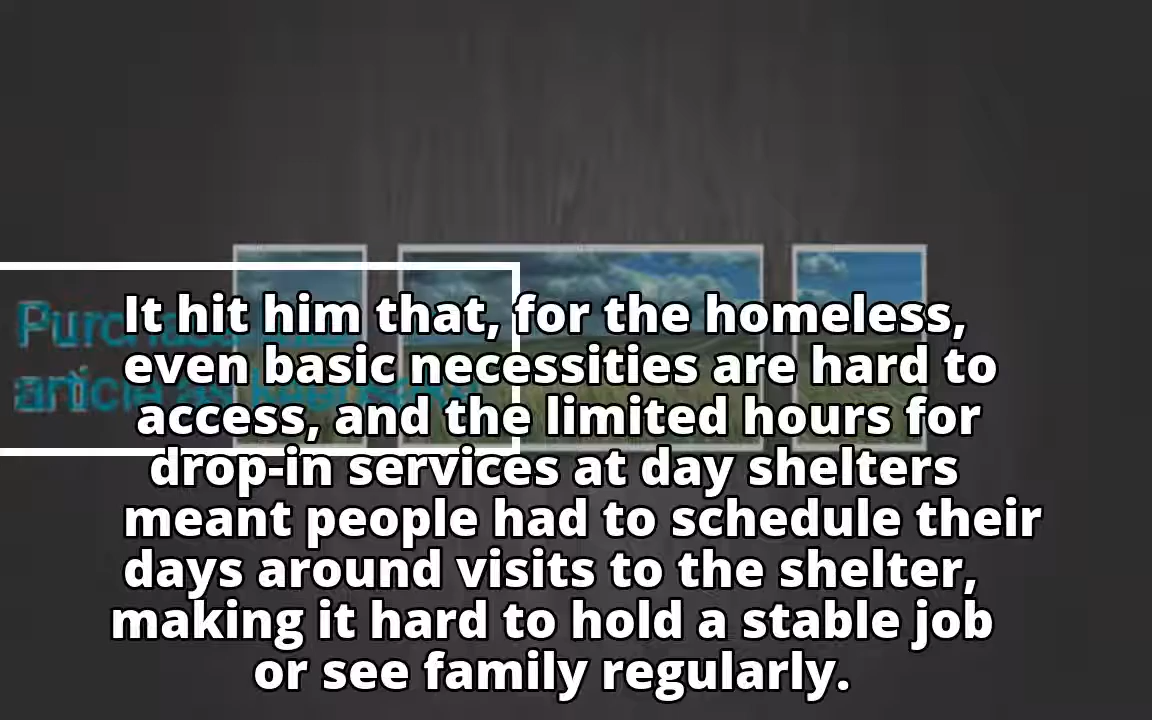 It hit him that, for the homeless,
even basic necessities are hard to
access, and the limited hours for
drop-in services at day shelters
meant people had to schedule their
days around visits to the shelter,
making it hard to hold a stable job
or see family regularly.
article as